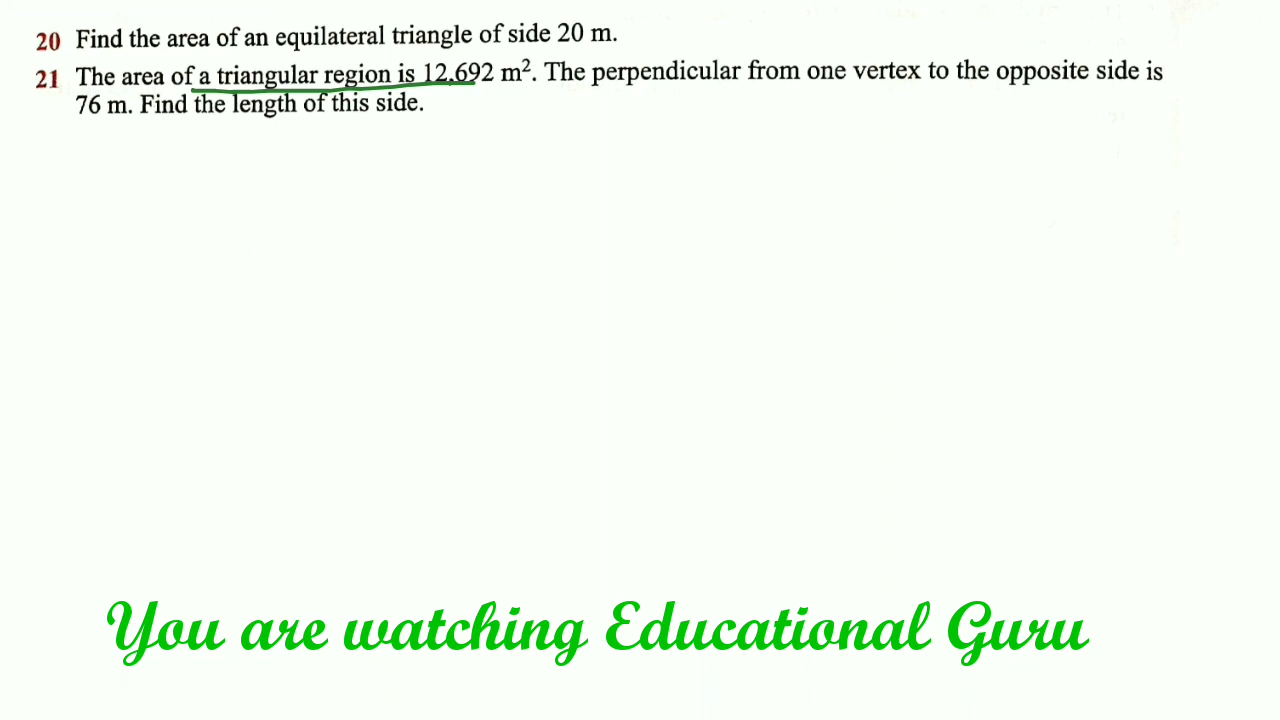 20 Find the area of an equilateral triangle of side 20 m.
21 The area of a triangular region is 12,692 m². The perpendicular from one vertex to the opposite side is
76 m. Find the length of this side.
You are watching Educational Guru